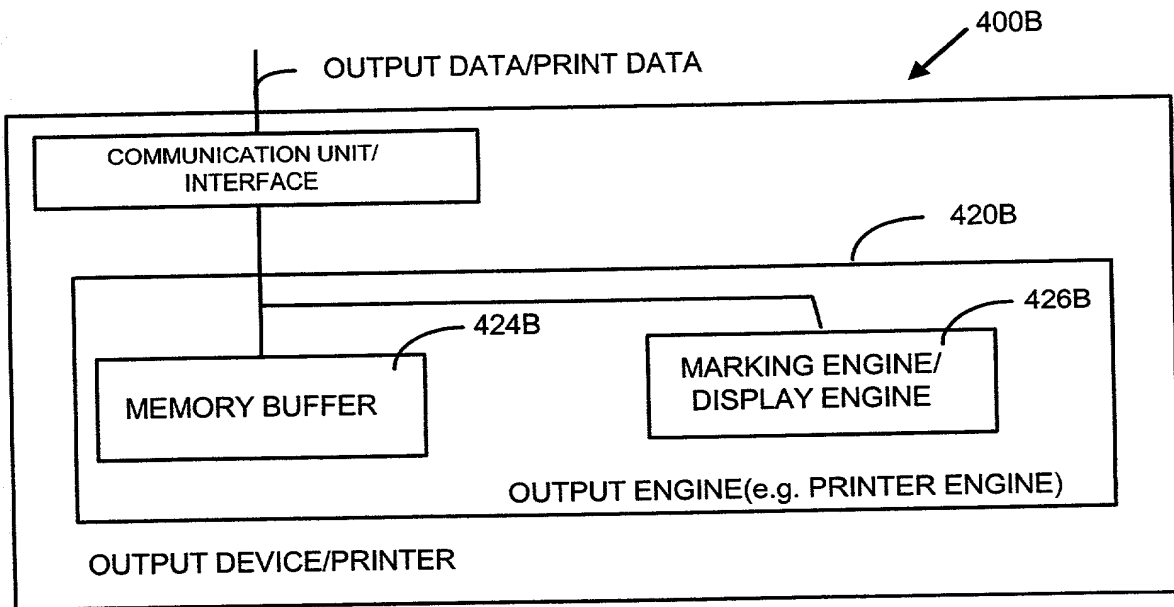 400B
OUTPUT DATA/PRINT DATA
COMMUNICATION UNIT/
INTERFACE
420B
424B
426B
MEMORY BUFFER
MARKING ENGINE/
DISPLAY ENGINE
OUTPUT ENGINE(e.g. PRINTER ENGINE)
OUTPUT DEVICE/PRINTER